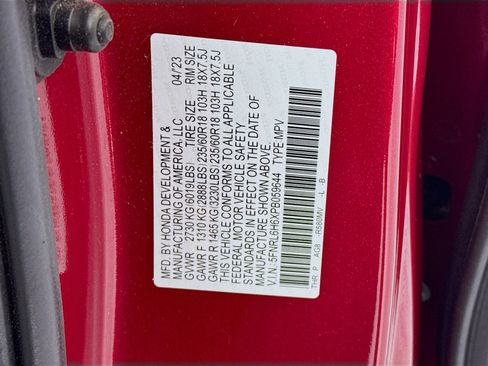 MFD. BY HONDA DEVELOPMENT &
MANUFACTURING OF AMERICA, LLC 04/23
GVWR 2730 KG(6019LBS) TIRE SIZE RIM SIZE
GAWR F 1310 KG(2888LBS)235/60R18 103H 18X7.5J
GAWR R 1465 KG(3230LBS)235/60R18 103H 18X7.5J
THIS VEHICLE CONFORMS TO ALL APPLICABLE
FEDERAL MOTOR VEHICLE SAFETY
STANDARDS IN EFFECT ON THE DATE OF
MANUFACTURE SHOWN ABOVE.
V.I.N. 5FNRL6H6XPB059644 TYPE:MPV
THR P AGB R580MV -L -B